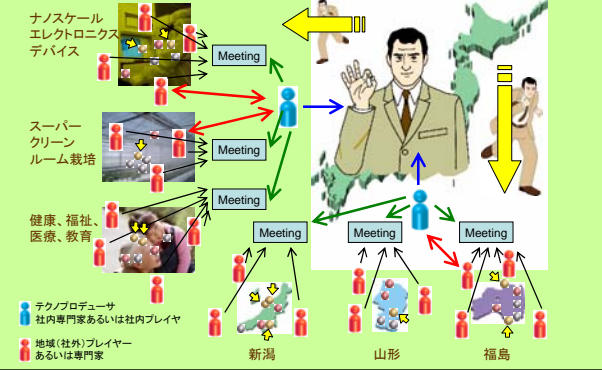 ナノスケール
エレクトロニクス
デバイス
Meeting
スーパー
クリーン
ルーム栽培
Meeting
Meeting
健康、福祉、
医療、教育
Meeting
Meeting
Meeting
テクノプロデューサ
社内専門家あるいは社内プレイヤ
地域（社外）プレイヤー
あるいは専門家
新潟
山形
福島